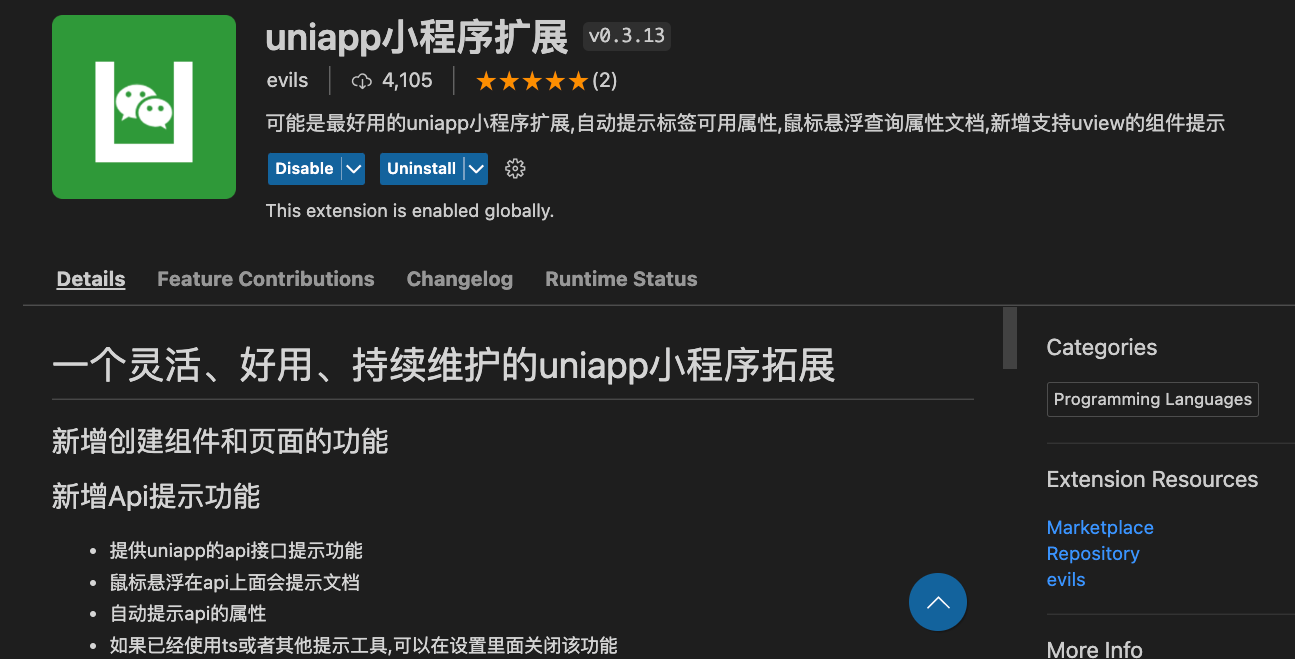 uniapp小程序扩展 v0.3.13
evils 4,105 (2)
可能是最好用的uniapp小程序扩展,自动提示标签可用属性,鼠标悬浮查询属性文档,新增支持uview的组件提示
Disable Uninstall
This extension is enabled globally.
Details Feature Contributions Changelog Runtime Status
一个灵活、好用、持续维护的uniapp小程序拓展
新增创建组件和页面的功能
新增Api提示功能
• 提供uniapp的api接口提示功能
• 鼠标悬浮在api上面会提示文档
• 自动提示api的属性
• 如果已经使用ts或者其他提示工具,可以在设置里面关闭该功能
Categories
Programming Languages
Extension Resources
Marketplace
Repository
evils
More Info